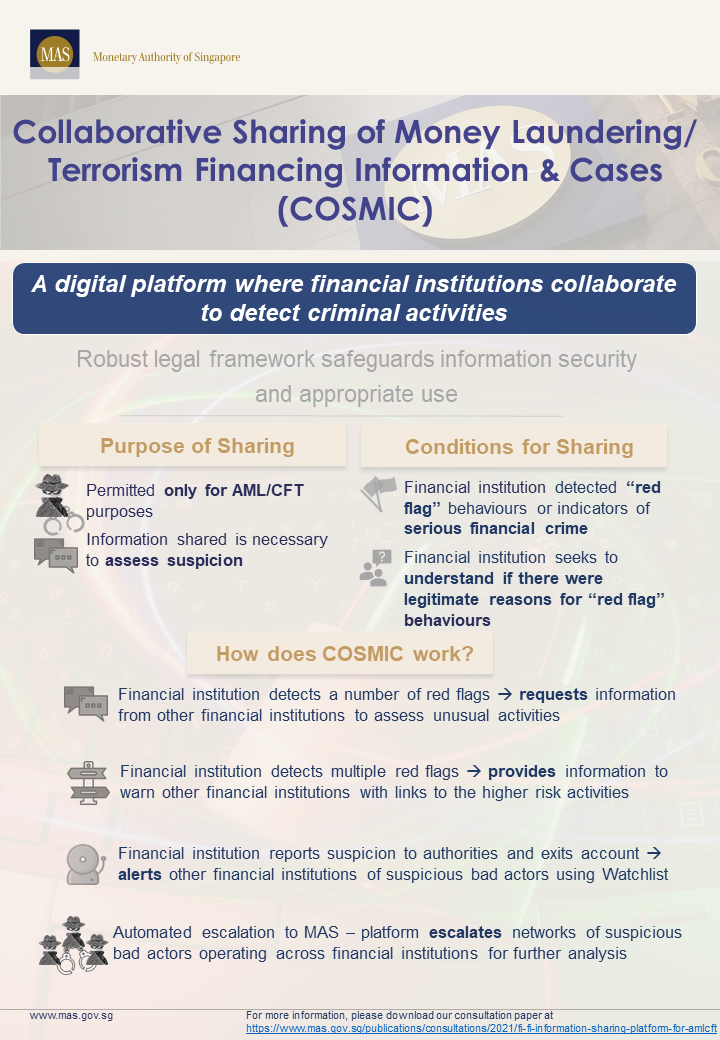 MAS
Monetary Authority of Singapore
Collaborative Sharing of Money Laundering/
Terrorism Financing Information & Cases
(COSMIC)
A digital platform where financial institutions collaborate
to detect criminal activities
Robust legal framework safeguards information security
and appropriate use
Purpose of Sharing
Permitted only for AML/CFT
purposes
Information shared is necessary
to assess suspicion
Conditions for Sharing
Financial institution detected “red
flag” behaviours or indicators of
serious financial crime
Financial institution seeks to
understand if there were
legitimate reasons for “red flag”
behaviours
How does COSMIC work?
Financial institution detects a number of red flags → requests information
from other financial institutions to assess unusual activities
Financial institution detects multiple red flags → provides information to
warn other financial institutions with links to the higher risk activities
Financial institution reports suspicion to authorities and exits account →
alerts other financial institutions of suspicious bad actors using Watchlist
Automated escalation to MAS – platform escalates networks of suspicious
bad actors operating across financial institutions for further analysis
www.mas.gov.sg
For more information, please download our consultation paper at
https://www.mas.gov.sg/publications/consultations/2021/fi-fi-information-sharing-platform-for-amlcft